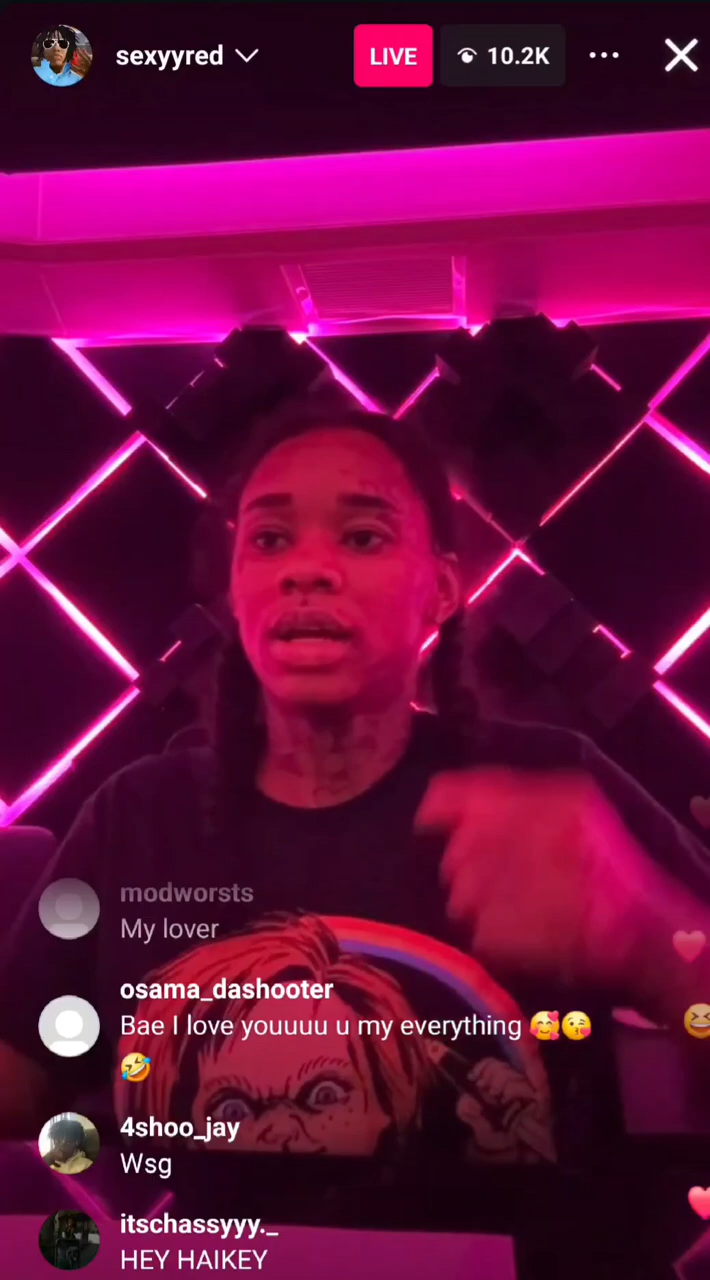 sexyyred
LIVE
10.2K
modworsts
My lover
osama_dashooter
Bae I love youuuu u my everything 🥰😘
🤣
4shoo_jay
Wsg
itschassyyy._
HEY HAIKEY